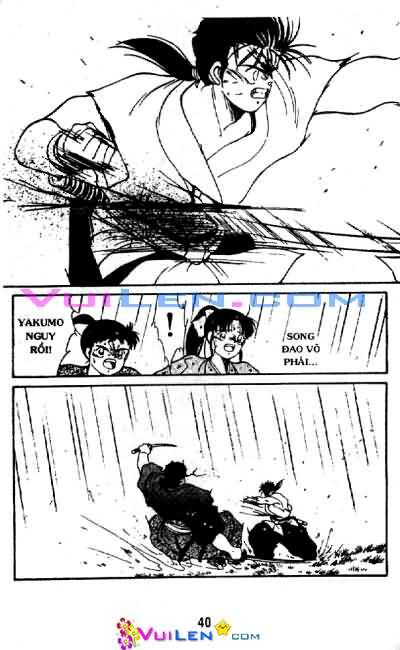 VuiLen.com
YAKUMO
NGUY
RỒI!
!
SONG
ĐAO VÔ
PHÁI...
40
VuiLen.com